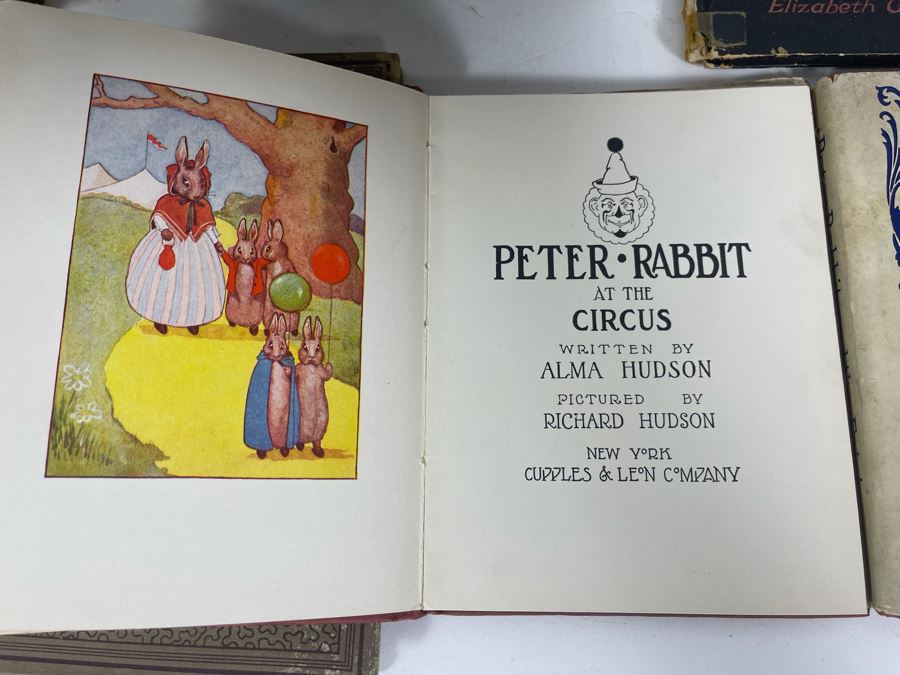 Elizabeth
PETER • RABBIT
AT THE
CIRCUS
WRITTEN BY
ALMA HUDSON
PICTURED BY
RICHARD HUDSON
NEW YORK
CUPPLES & LEON COMPANY